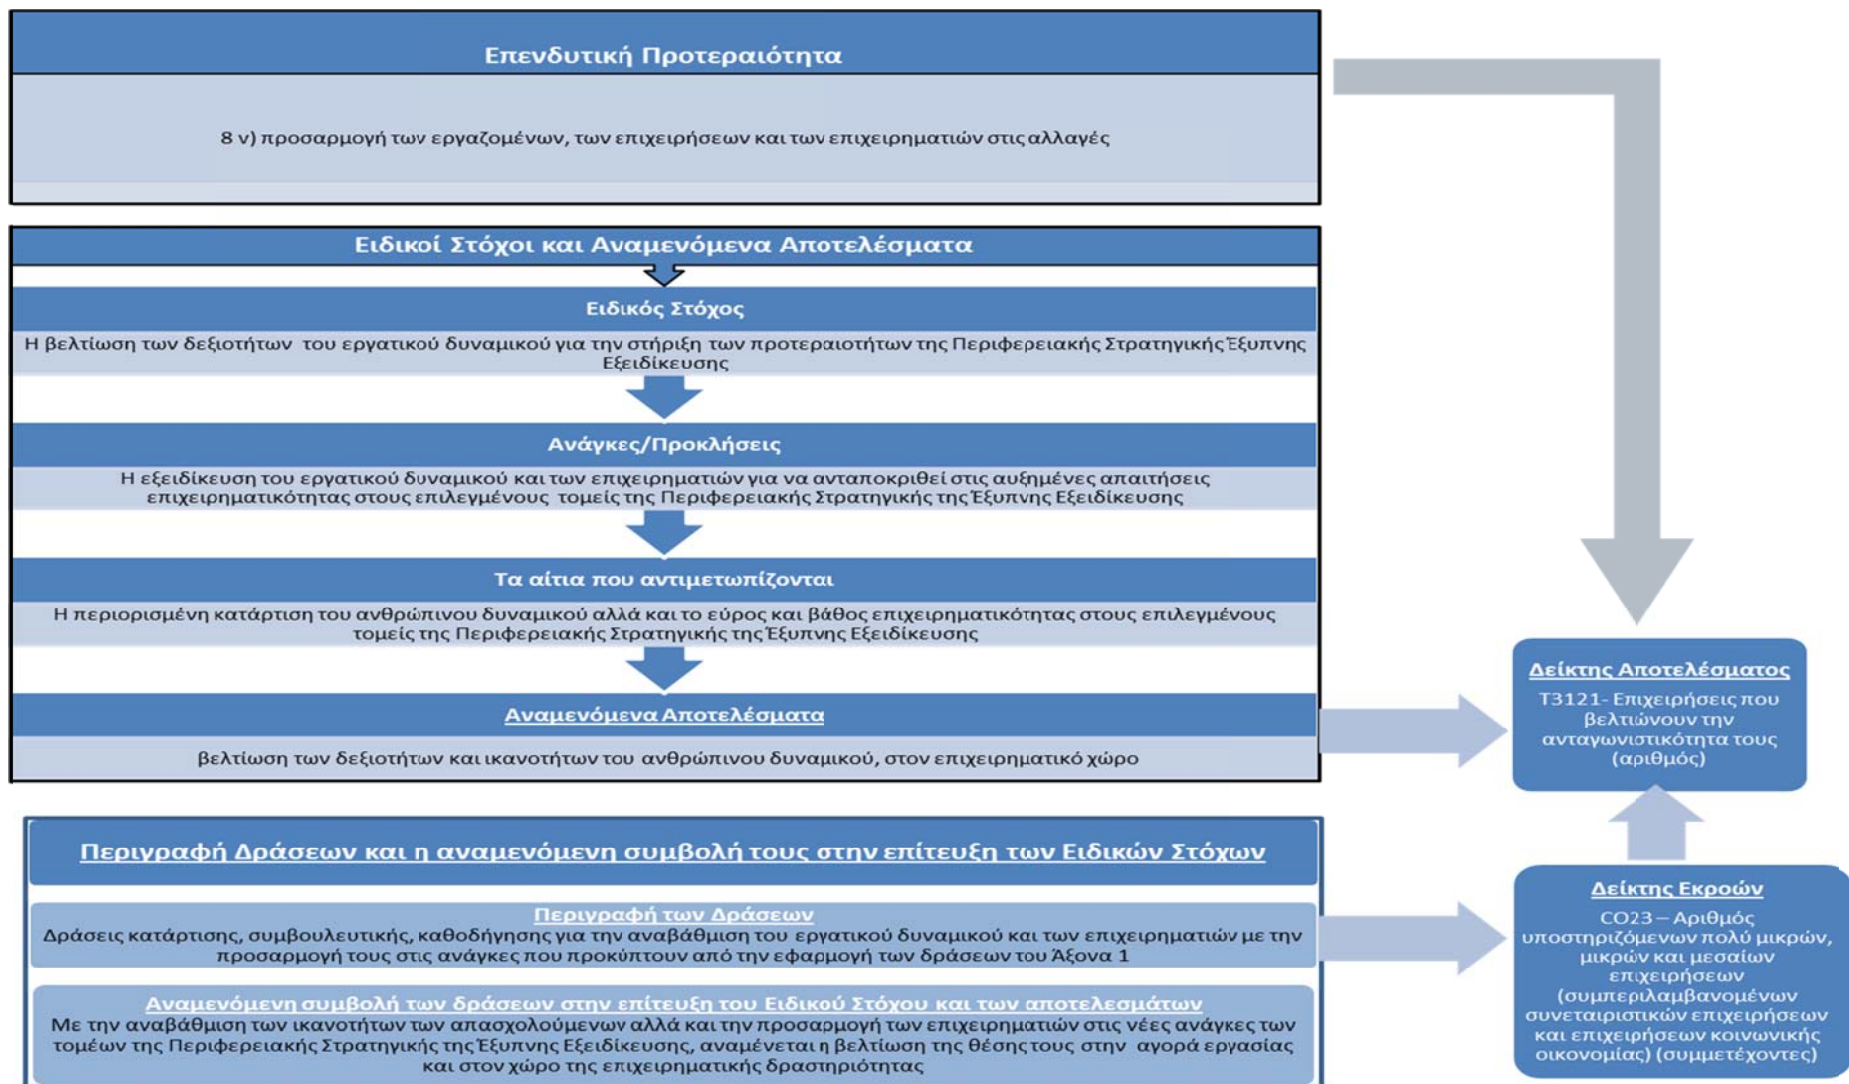 Επενδυτική Προτεραιότητα
8 v) προσαρμογή των εργαζομένων, των επιχειρήσεων και των επιχειρηματιών στις αλλαγές
Ειδικοί Στόχοι και Αναμενόμενα Αποτελέσματα
Ειδικός Στόχος
Η βελτίωση των δεξιοτήτων του εργατικού δυναμικού για την στήριξη των προτεραιοτήτων της Περιφερειακής Στρατηγικής Έξυπνης
Εξειδίκευσης
Ανάγκες/Προκλήσεις
Η εξειδίκευση του εργατικού δυναμικού και των επιχειρηματιών για να ανταποκριθεί στις αυξημένες απαιτήσεις
επιχειρηματικότητας στους επιλεγμένους τομείς της Περιφερειακής Στρατηγικής της Έξυπνης Εξειδίκευσης
Τα αίτια που αντιμετωπίζονται
Η περιορισμένη κατάρτιση του ανθρώπινου δυναμικού αλλά και το εύρος και βάθος επιχειρηματικότητας στους επιλεγμένους
τομείς της Περιφερειακής Στρατηγικής της Έξυπνης Εξειδίκευσης
Αναμενόμενα Αποτελέσματα
βελτίωση των δεξιοτήτων και ικανοτήτων του ανθρώπινου δυναμικού, στον επιχειρηματικό χώρο
Δείκτης Αποτελέσματος
Τ3121- Επιχειρήσεις που
βελτιώνουν την
ανταγωνιστικότητα τους
(αριθμός)
Περιγραφή Δράσεων και η αναμενόμενη συμβολή τους στην επίτευξη των Ειδικών Στόχων
Περιγραφή των Δράσεων
Δράσεις κατάρτισης, συμβουλευτικής, καθοδήγησης για την αναβάθμιση του εργατικού δυναμικού και των επιχειρηματιών με την
προσαρμογή τους στις ανάγκες που προκύπτουν από την εφαρμογή των δράσεων του Άξονα 1
Αναμενόμενη συμβολή των δράσεων στην επίτευξη του Ειδικού Στόχου και των αποτελεσμάτων
Με την αναβάθμιση των ικανοτήτων των απασχολούμενων αλλά και την προσαρμογή των επιχειρηματιών στις νέες ανάγκες των
τομέων της Περιφερειακής Στρατηγικής της Έξυπνης Εξειδίκευσης, αναμένεται η βελτίωση της θέσης τους στην αγορά εργασίας
και στον χώρο της επιχειρηματικής δραστηριότητας
Δείκτης Εκροών
CO23 – Αριθμός
υποστηριζόμενων πολύ μικρών,
μικρών και μεσαίων
επιχειρήσεων
(συμπεριλαμβανομένων
συνεταιριστικών επιχειρήσεων
και επιχειρήσεων κοινωνικής
οικονομίας) (συμμετέχοντες)